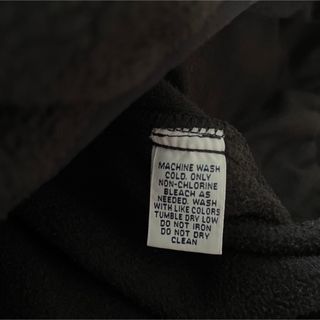 MACHINE WASH
COLD. ONLY
NON-CHLORINE
BLEACH AS
NEEDED. WASH
WITH LIKE COLORS
TUMBLE DRY LOW
DO NOT IRON
DO NOT DRY
CLEAN